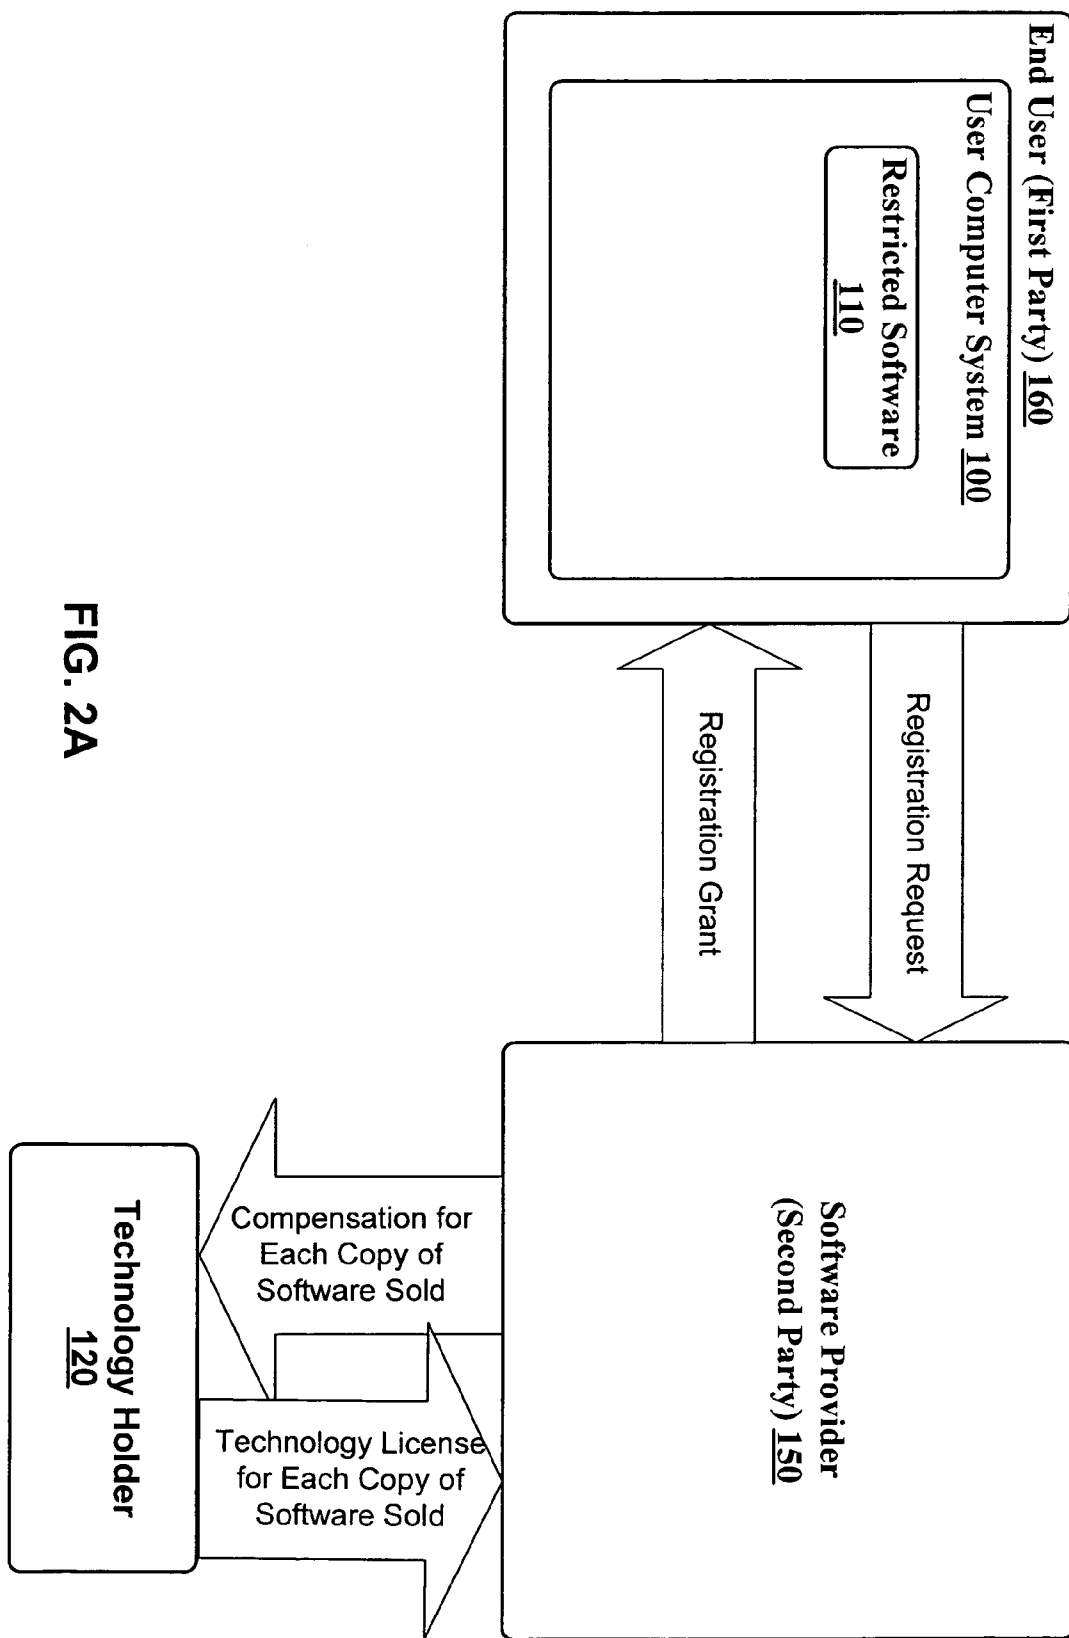 End User (First Party) 160
User Computer System 100
Restricted Software
110
Registration Request
Registration Grant
Software Provider
(Second Party) 150
Compensation for
Each Copy of
Software Sold
Technology License
for Each Copy of
Software Sold
Technology Holder
120
FIG. 2A